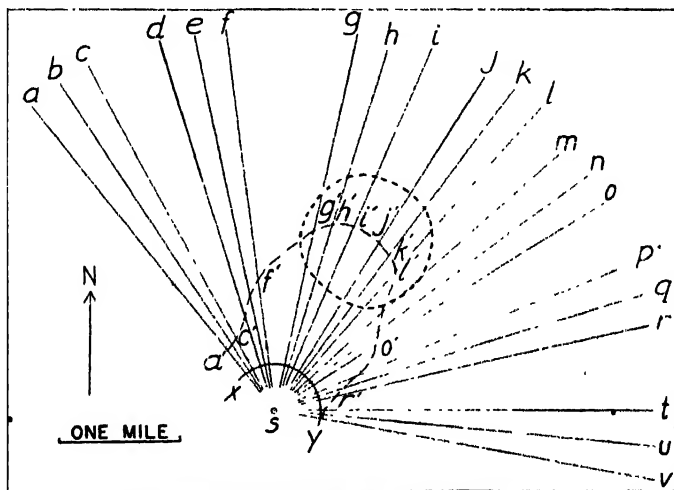 a b c d e f g h i j k l m n o p q r t u v
g' h' i' j' k' l'
f'
c'
a'
o'
r'
x
y
S
N
ONE MILE